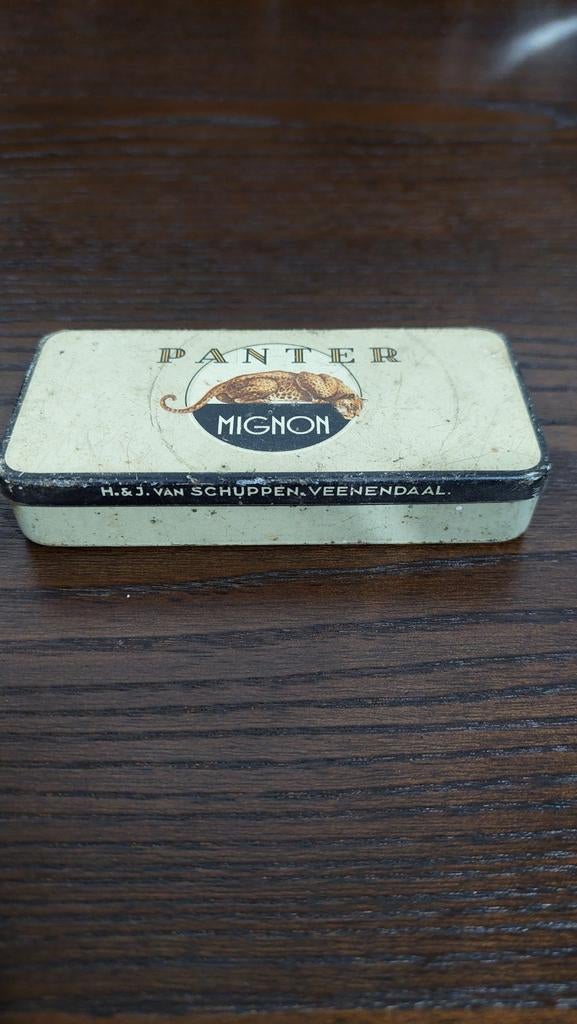 PANTER
MIGNON
H. & J. VAN SCHUPPEN. VEENENDAAL.